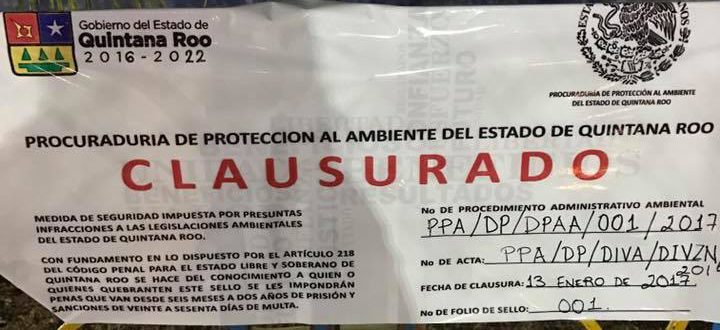 Gobierno del Estado de
Quintana Roo
2016-2022
PROCURADURIA DE PROTECCIÓN AL AMBIENTE
DEL ESTADO DE QUINTANA ROO
PROCURADURIA DE PROTECCION AL AMBIENTE DEL ESTADO DE QUINTANA ROO
CLAUSURADO
MEDIDA DE SEGURIDAD IMPUESTA POR PRESUNTAS
INFRACCIONES A LAS LEGISLACIONES AMBIENTALES
DEL ESTADO DE QUINTANA ROO.
CON FUNDAMENTO EN LO DISPUESTO POR EL ARTÍCULO 218
DEL CÓDIGO PENAL PARA EL ESTADO LIBRE Y SOBERANO DE
QUINTANA ROO SE HACE DEL CONOCIMIENTO A QUIEN O
QUIENES QUEBRANTEN ESTE SELLO SE LES IMPONDRÁN
PENAS QUE VAN DESDE SEIS MESES A DOS AÑOS DE PRISIÓN Y
SANCIONES DE VEINTE A SESENTA DÍAS DE MULTA.
No DE PROCEDIMIENTO ADMINISTRATIVO AMBIENTAL
PPA/DP/DPAA/001/2017
No DE ACTA: PPA/DP/DIVA/DIVZN
FECHA DE CLAUSURA: 13 ENERO DE 2017
No DE FOLIO DE SELLO: 001.